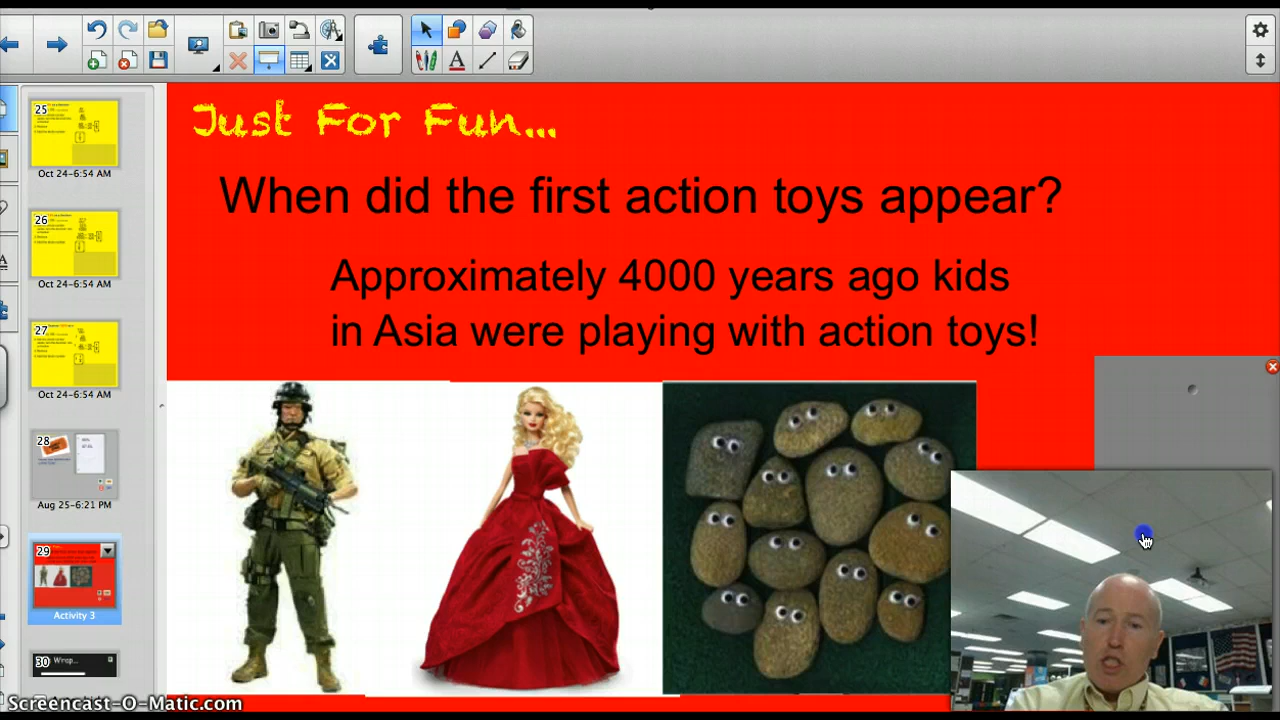 Just For Fun...
When did the first action toys appear?
Approximately 4000 years ago kids
in Asia were playing with action toys!
25
Oct 24-6:54 AM
26
Oct 24-6:54 AM
27
Oct 24-6:54 AM
28
Aug 25-6:21 PM
29
Activity 3
30
Wrap...
Screencast-O-Matic.com